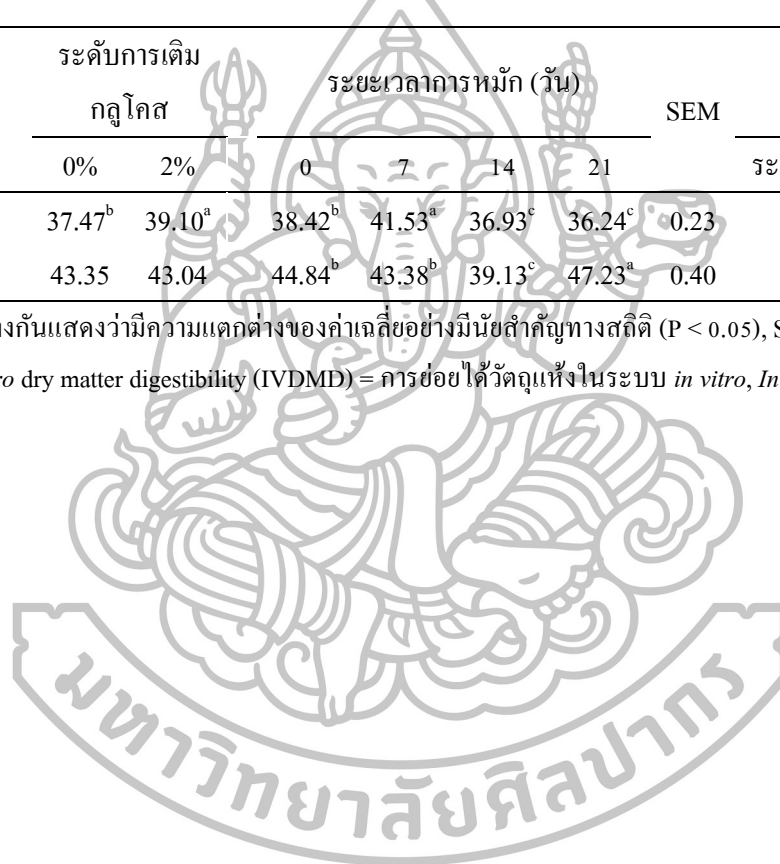 ระดับการเติม
กลูโคส
ระยะเวลาการหมัก (วัน)
SEM
0% 2% 0 7 14 21 ระ
37.47b 39.10a 38.42b 41.53a 36.93c 36.24c 0.23
43.35 43.04 44.84b 43.38b 39.13c 47.23a 0.40
งกันแสดงว่ามีความแตกต่างของค่าเฉลี่ยอย่างมีนัยสำคัญทางสถิติ (P < 0.05), S
ro dry matter digestibility (IVDMD) = การย่อยได้วัตถุแห้งในระบบ in vitro, In
มหาวิทยาลัยศิลปากร